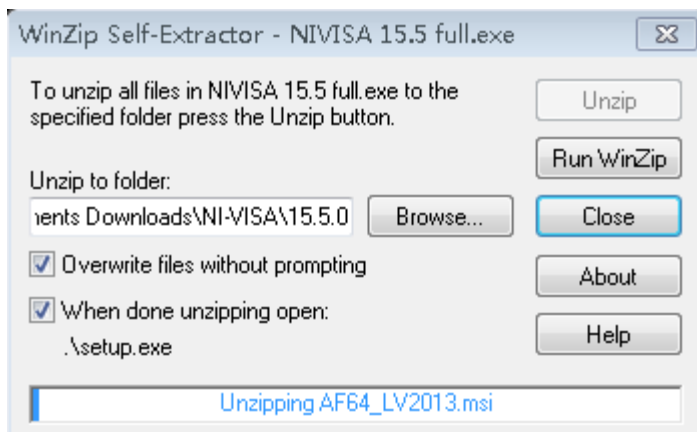 WinZip Self-Extractor - NIVISA 15.5 full.exe
To unzip all files in NIVISA 15.5 full.exe to the
specified folder press the Unzip button.
Unzip
Run WinZip
Unzip to folder:
ents Downloads\NI-VISA\15.5.0
Browse...
Close
Overwrite files without prompting
About
When done unzipping open:
.\setup.exe
Help
Unzipping AF64_LV2013.msi